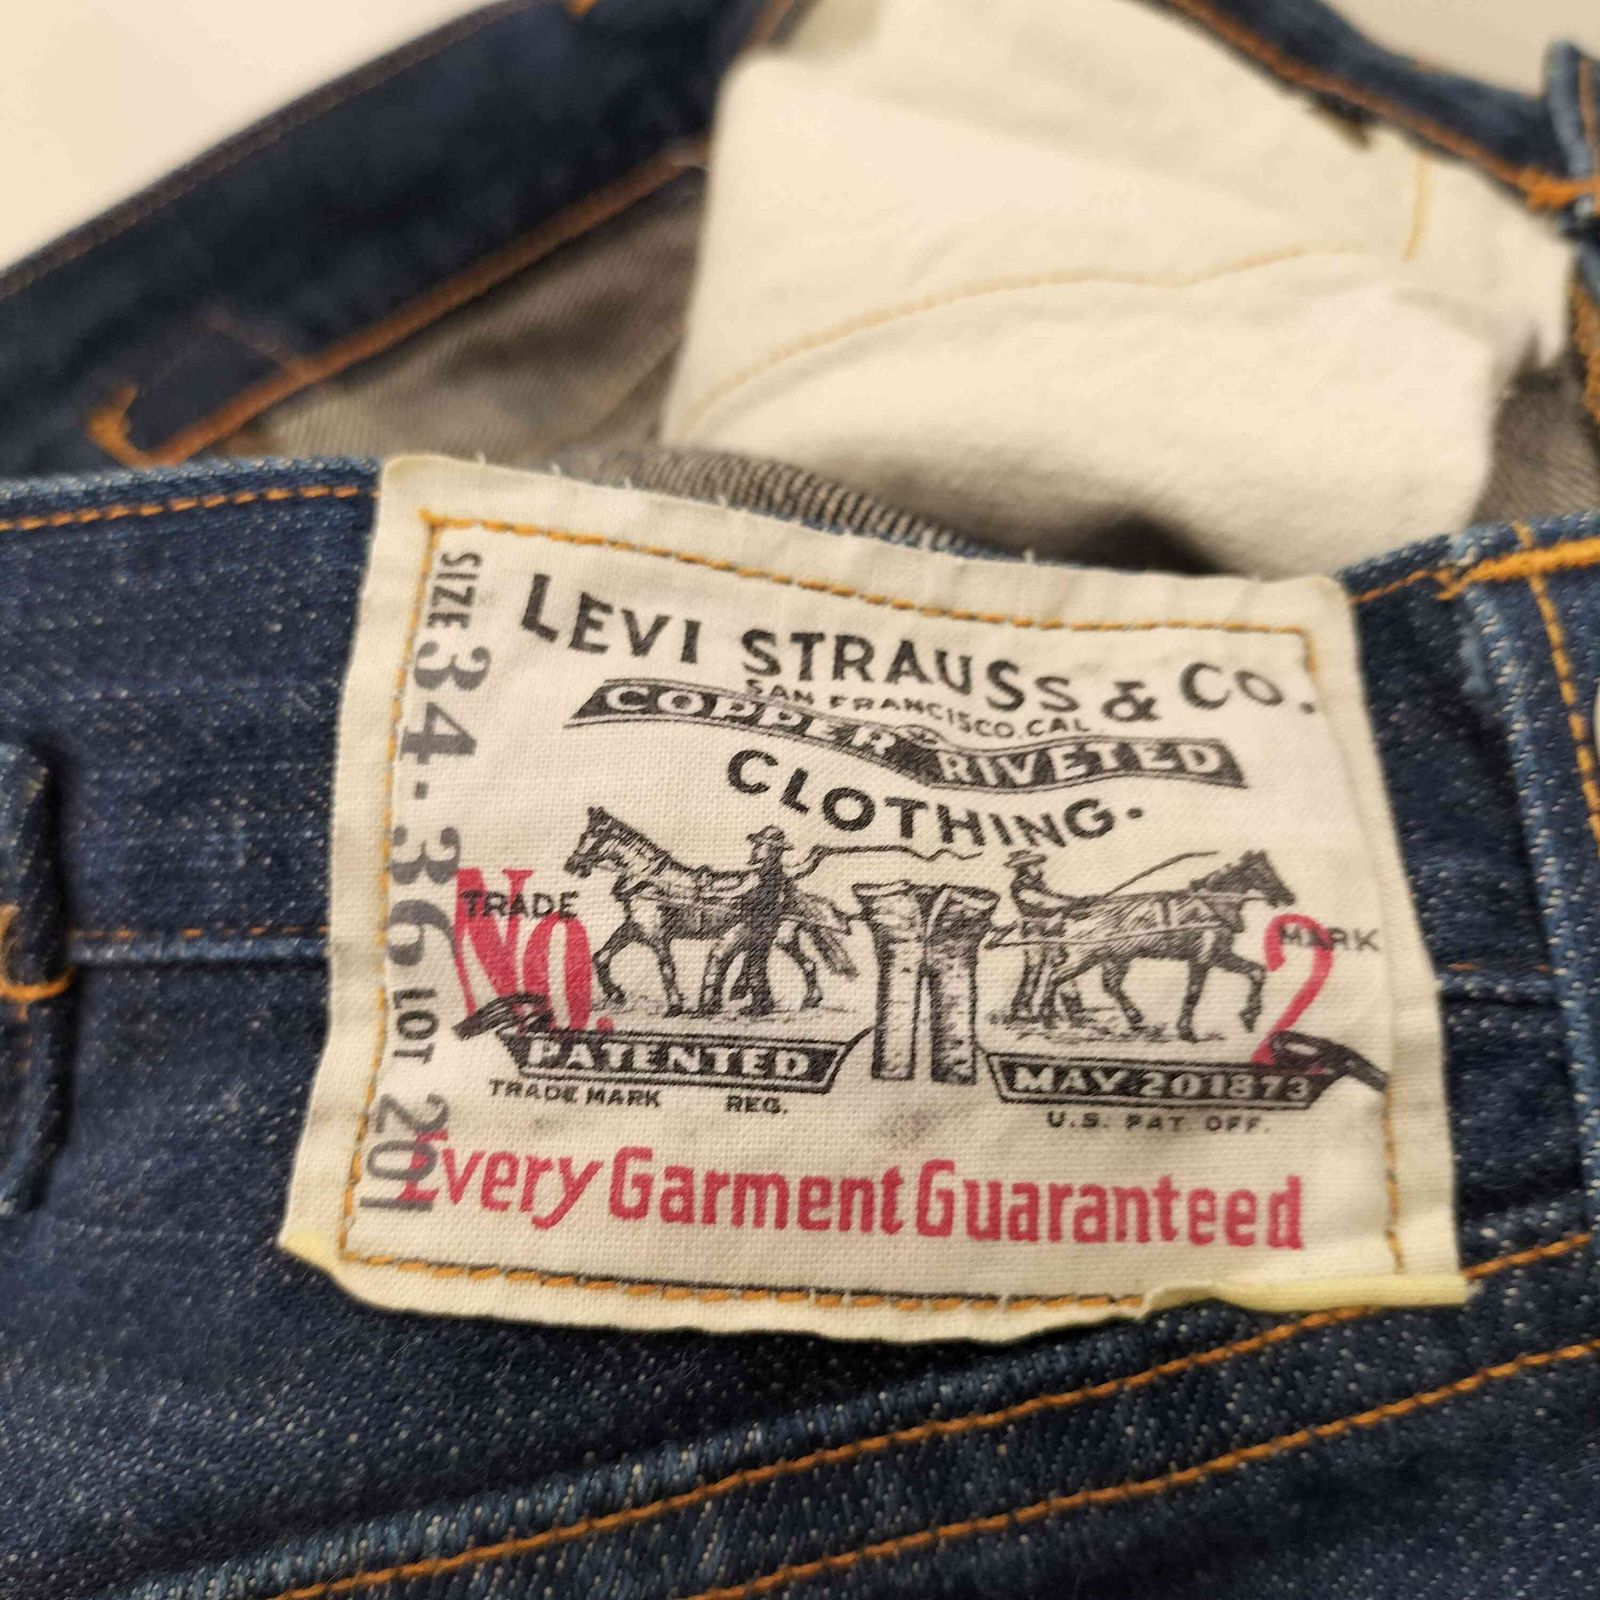 LEVI STRAUSS & CO.
SAN FRANCISCO, CAL
COPPER RIVETED
CLOTHING.
TRADE MARK
No. 2
PATENTED MAY 20 1873
TRADE MARK REG. U.S. PAT. OFF.
Every Garment Guaranteed
SIZE 34-36 LOT 201